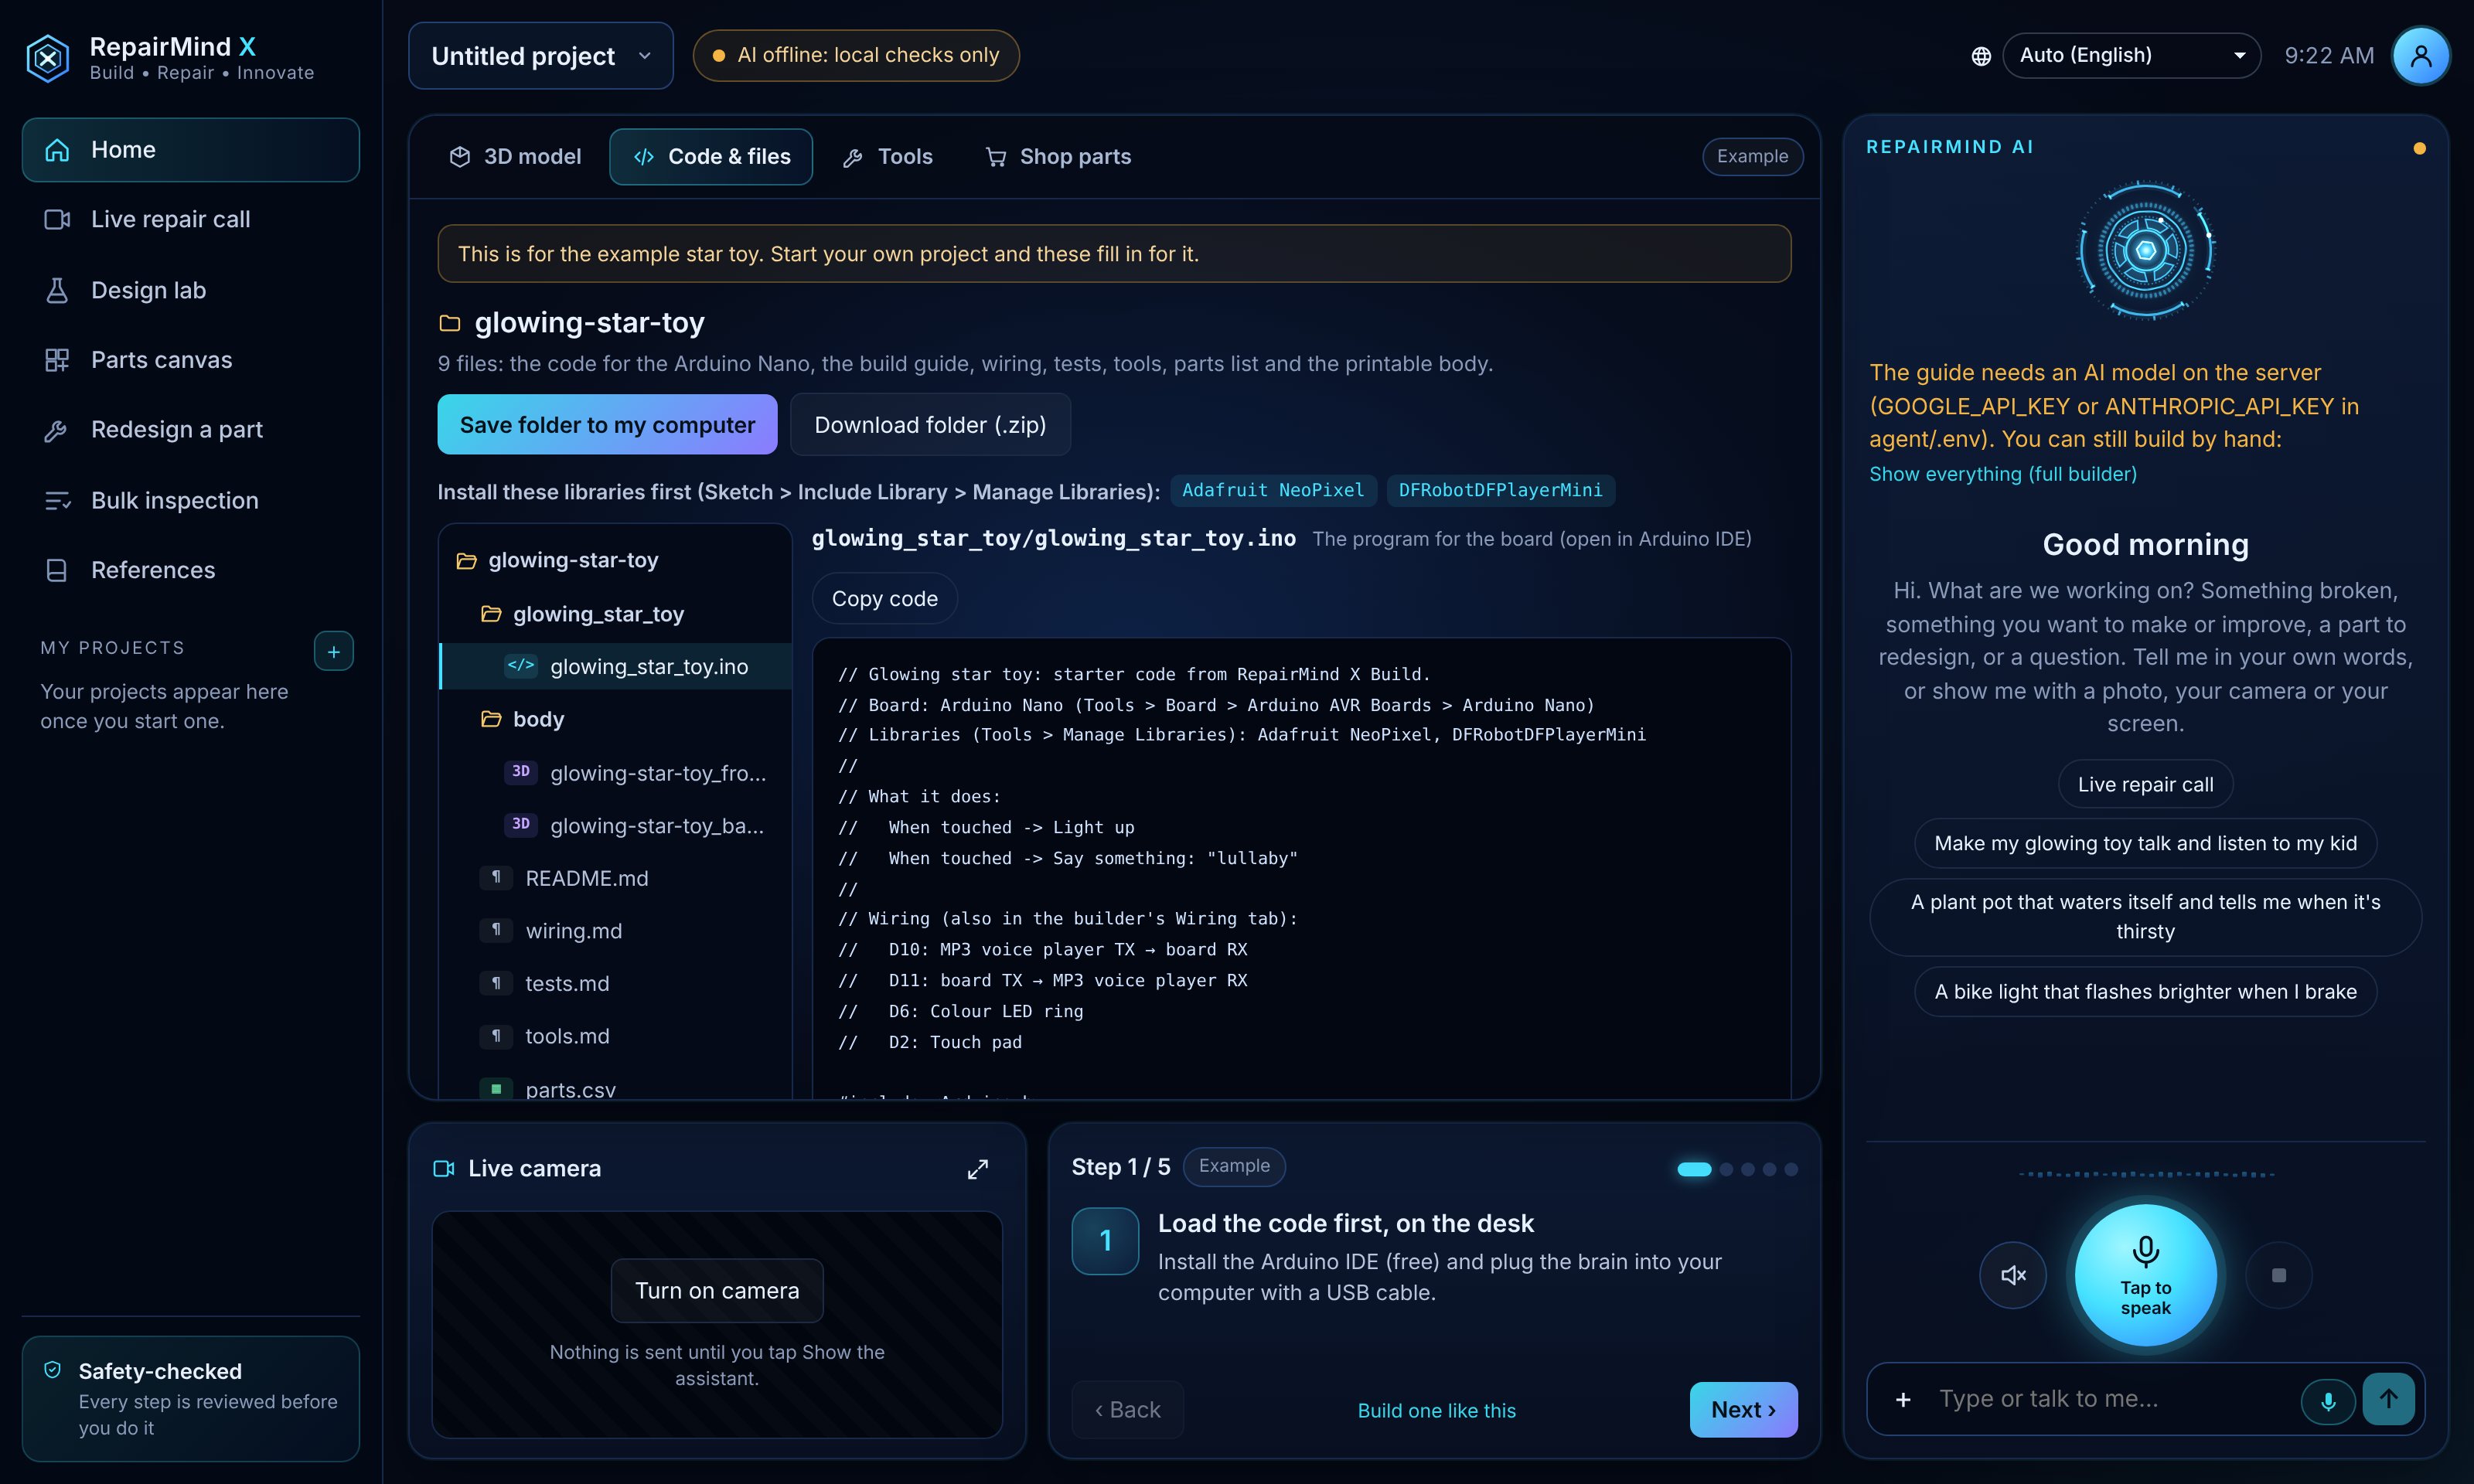 RepairMind X
Build • Repair • Innovate
Home
Live repair call
Design lab
Parts canvas
Redesign a part
Bulk inspection
References
MY PROJECTS
+
Your projects appear here
once you start one.
Safety-checked
Every step is reviewed before
you do it
Untitled project
AI offline: local checks only
Auto (English)
9:22 AM
3D model
Code & files
Tools
Shop parts
Example
This is for the example star toy. Start your own project and these fill in for it.
glowing-star-toy
9 files: the code for the Arduino Nano, the build guide, wiring, tests, tools, parts list and the printable body.
Save folder to my computer
Download folder (.zip)
Install these libraries first (Sketch > Include Library > Manage Libraries): Adafruit NeoPixel DFRobotDFPlayerMini
glowing-star-toy
glowing_star_toy
</> glowing_star_toy.ino
body
3D glowing-star-toy_fro...
3D glowing-star-toy_ba...
¶ README.md
¶ wiring.md
¶ tests.md
¶ tools.md
parts.csv
glowing_star_toy/glowing_star_toy.ino The program for the board (open in Arduino IDE)
Copy code
// Glowing star toy: starter code from RepairMind X Build.
// Board: Arduino Nano (Tools > Board > Arduino AVR Boards > Arduino Nano)
// Libraries (Tools > Manage Libraries): Adafruit NeoPixel, DFRobotDFPlayerMini
//
// What it does:
//   When touched -> Light up
//   When touched -> Say something: "lullaby"
//
// Wiring (also in the builder's Wiring tab):
//   D10: MP3 voice player TX → board RX
//   D11: board TX → MP3 voice player RX
//   D6: Colour LED ring
//   D2: Touch pad
Live camera
Turn on camera
Nothing is sent until you tap Show the
assistant.
Step 1 / 5 Example
1
Load the code first, on the desk
Install the Arduino IDE (free) and plug the brain into your
computer with a USB cable.
‹ Back
Build one like this
Next ›
REPAIRMIND AI
The guide needs an AI model on the server
(GOOGLE_API_KEY or ANTHROPIC_API_KEY in
agent/.env). You can still build by hand:
Show everything (full builder)
Good morning
Hi. What are we working on? Something broken,
something you want to make or improve, a part to
redesign, or a question. Tell me in your own words,
or show me with a photo, your camera or your
screen.
Live repair call
Make my glowing toy talk and listen to my kid
A plant pot that waters itself and tells me when it's
thirsty
A bike light that flashes brighter when I brake
Tap to
speak
+ Type or talk to me...